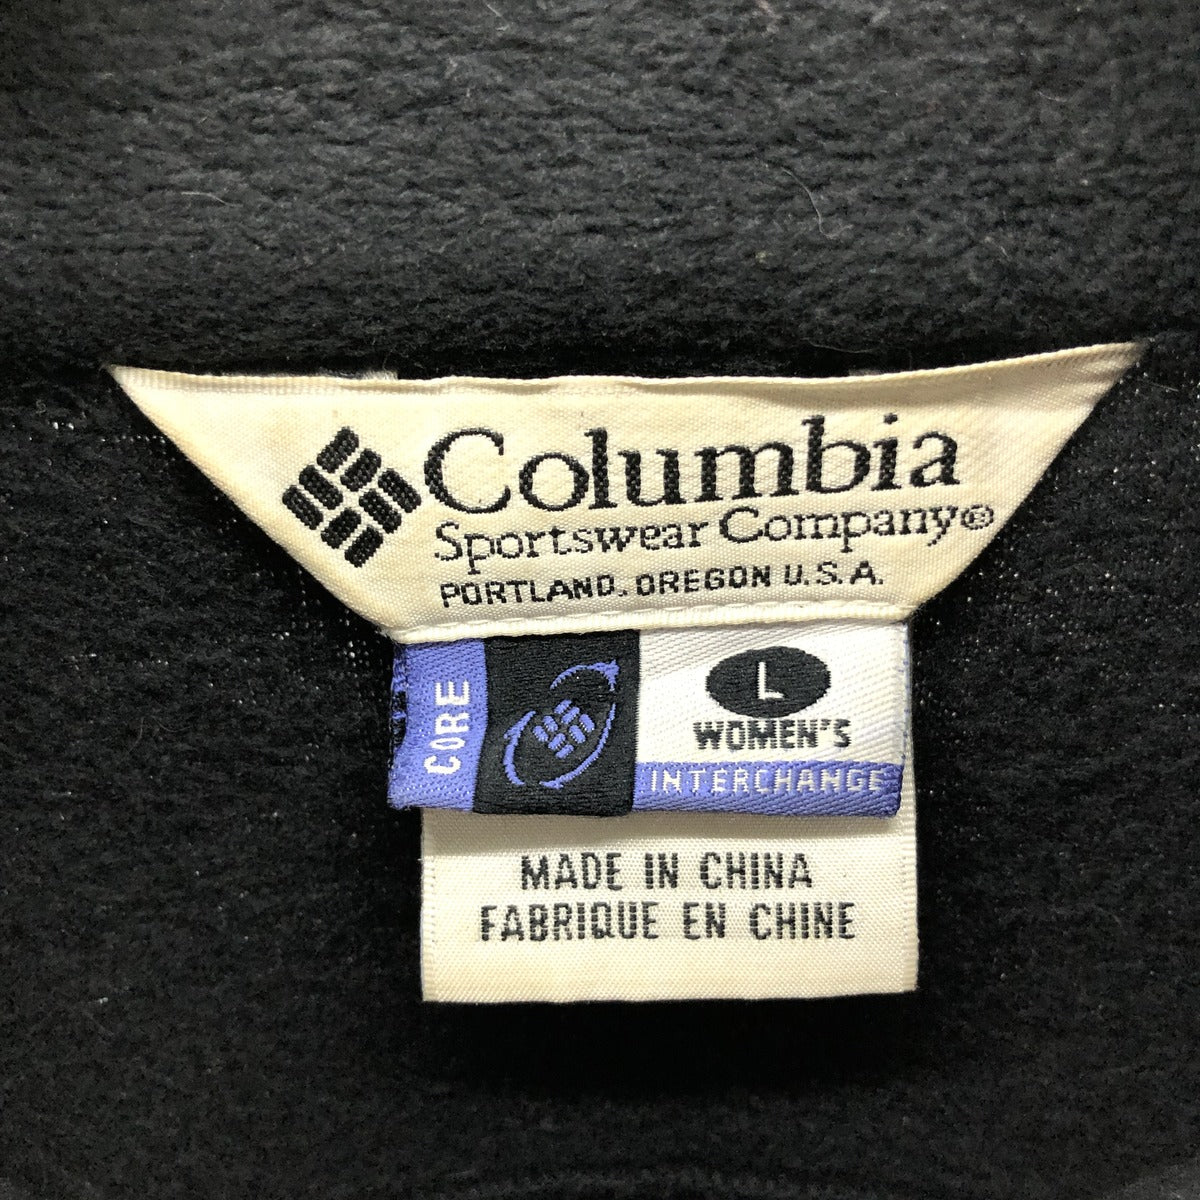 Columbia
Sportswear Company®
PORTLAND, OREGON U.S.A.
CORE
L
WOMEN'S
INTERCHANGE
MADE IN CHINA
FABRIQUE EN CHINE